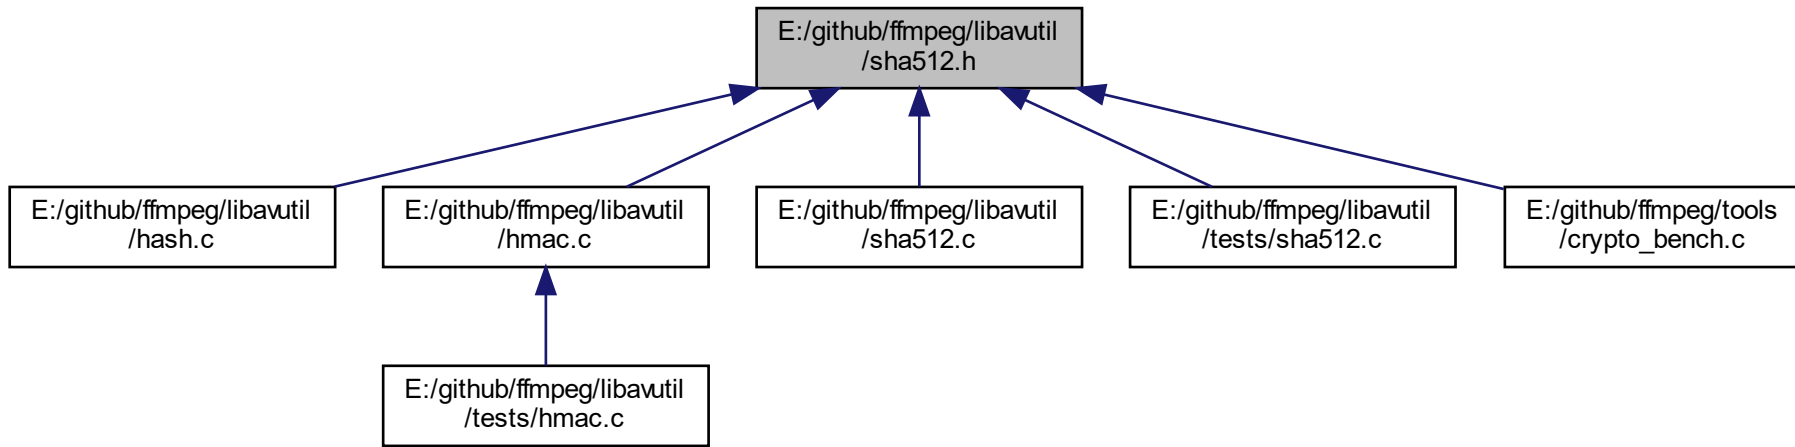 E:/github/ffmpeg/libavutil
/sha512.h
E:/github/ffmpeg/libavutil
/hash.c
E:/github/ffmpeg/libavutil
/hmac.c
E:/github/ffmpeg/libavutil
/sha512.c
E:/github/ffmpeg/libavutil
/tests/sha512.c
E:/github/ffmpeg/tools
/crypto_bench.c
E:/github/ffmpeg/libavutil
/tests/hmac.c